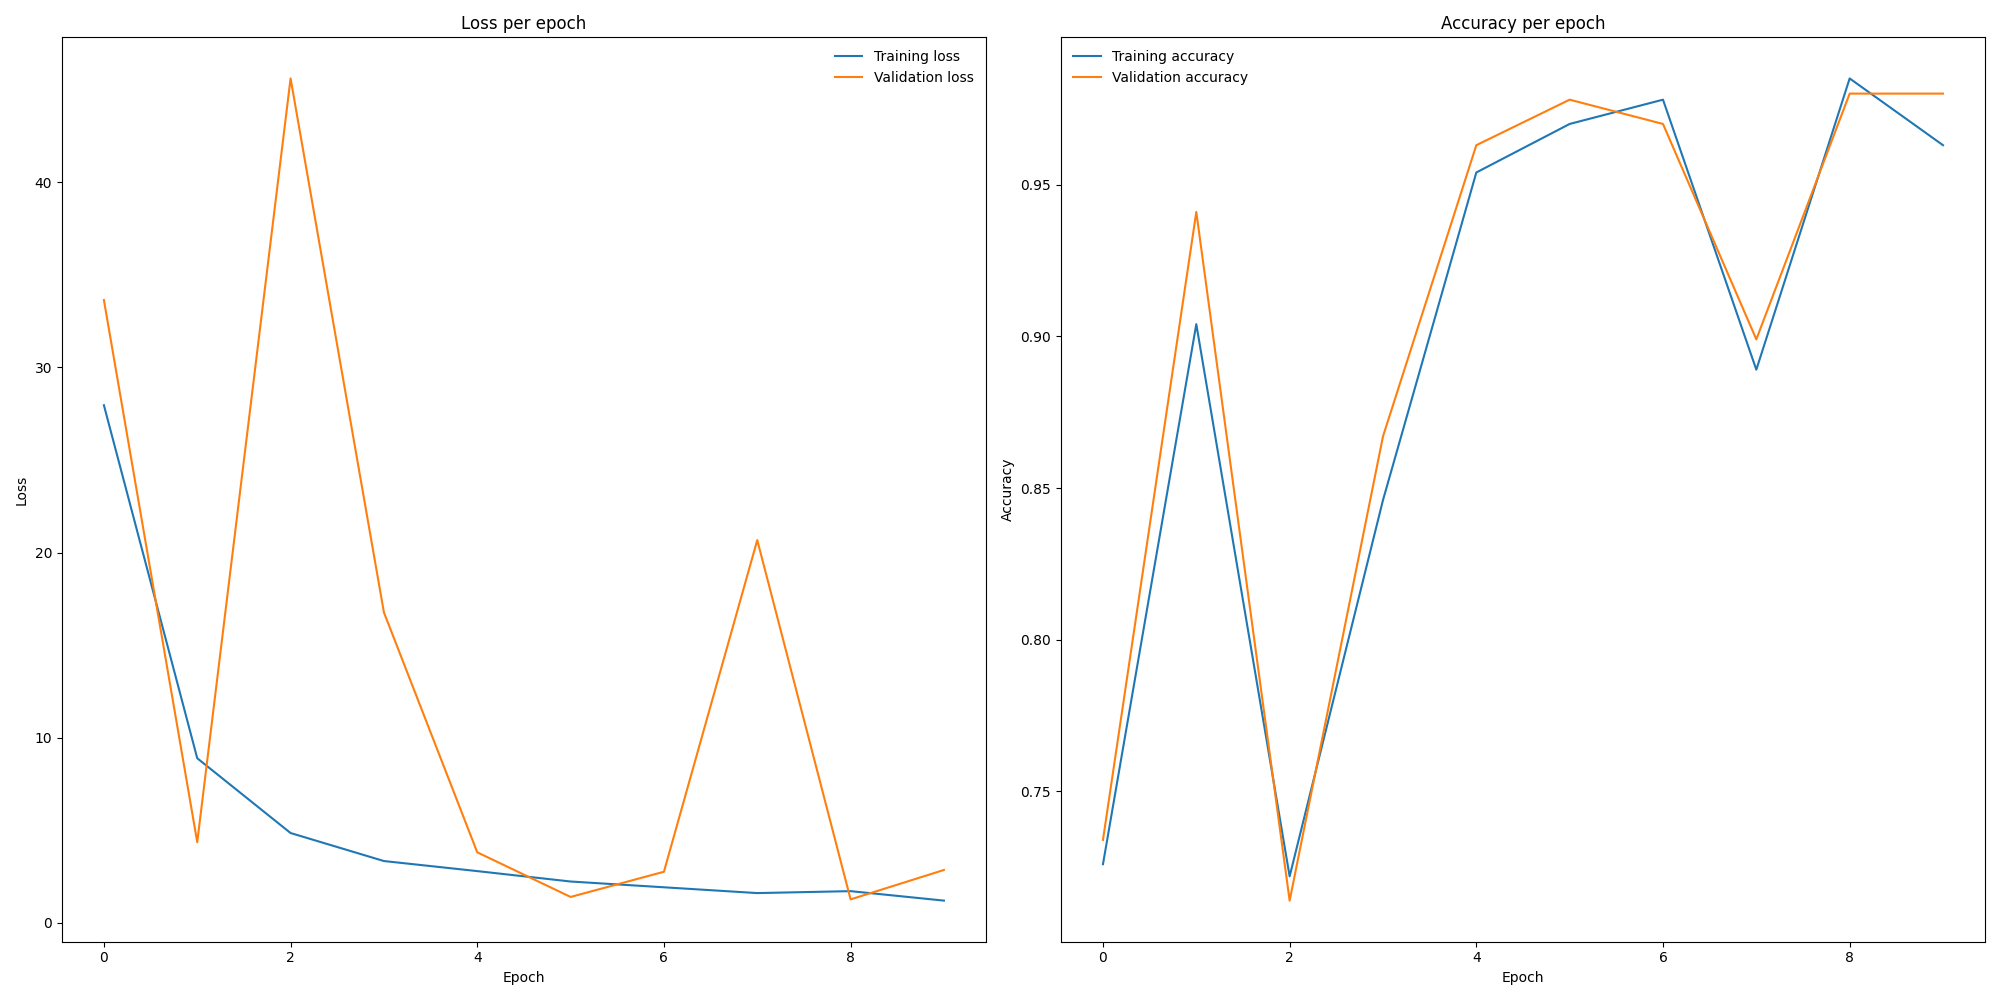 Loss per epoch
Training loss
Validation loss
40
30
20
10
0
Loss
0 2 4 6 8
Epoch
Accuracy per epoch
Training accuracy
Validation accuracy
0.95
0.90
0.85
0.80
0.75
Accuracy
0 2 4 6 8
Epoch